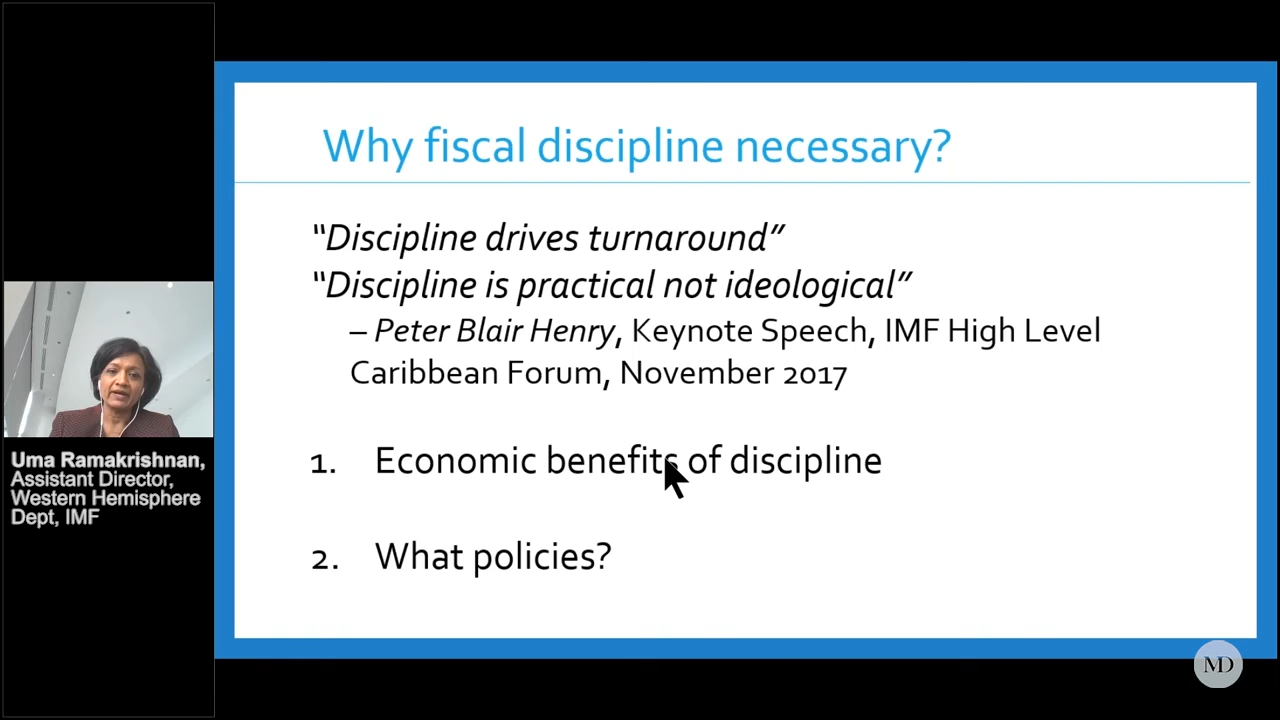 Why fiscal discipline necessary?
“Discipline drives turnaround”
“Discipline is practical not ideological”
– Peter Blair Henry, Keynote Speech, IMF High Level
Caribbean Forum, November 2017
1. Economic benefits of discipline
2. What policies?
Uma Ramakrishnan,
Assistant Director,
Western Hemisphere
Dept, IMF
MD